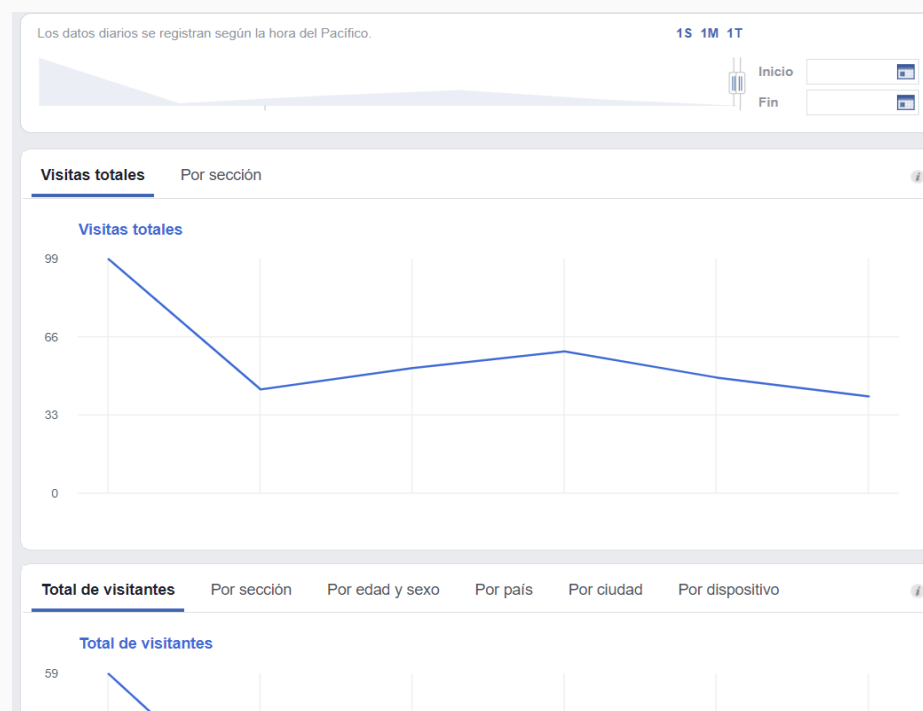 Los datos diarios se registran según la hora del Pacífico.
1S 1M 1T
Inicio
Fin
Visitas totales Por sección
Visitas totales
99
66
33
0
Total de visitantes Por sección Por edad y sexo Por país Por ciudad Por dispositivo
Total de visitantes
59